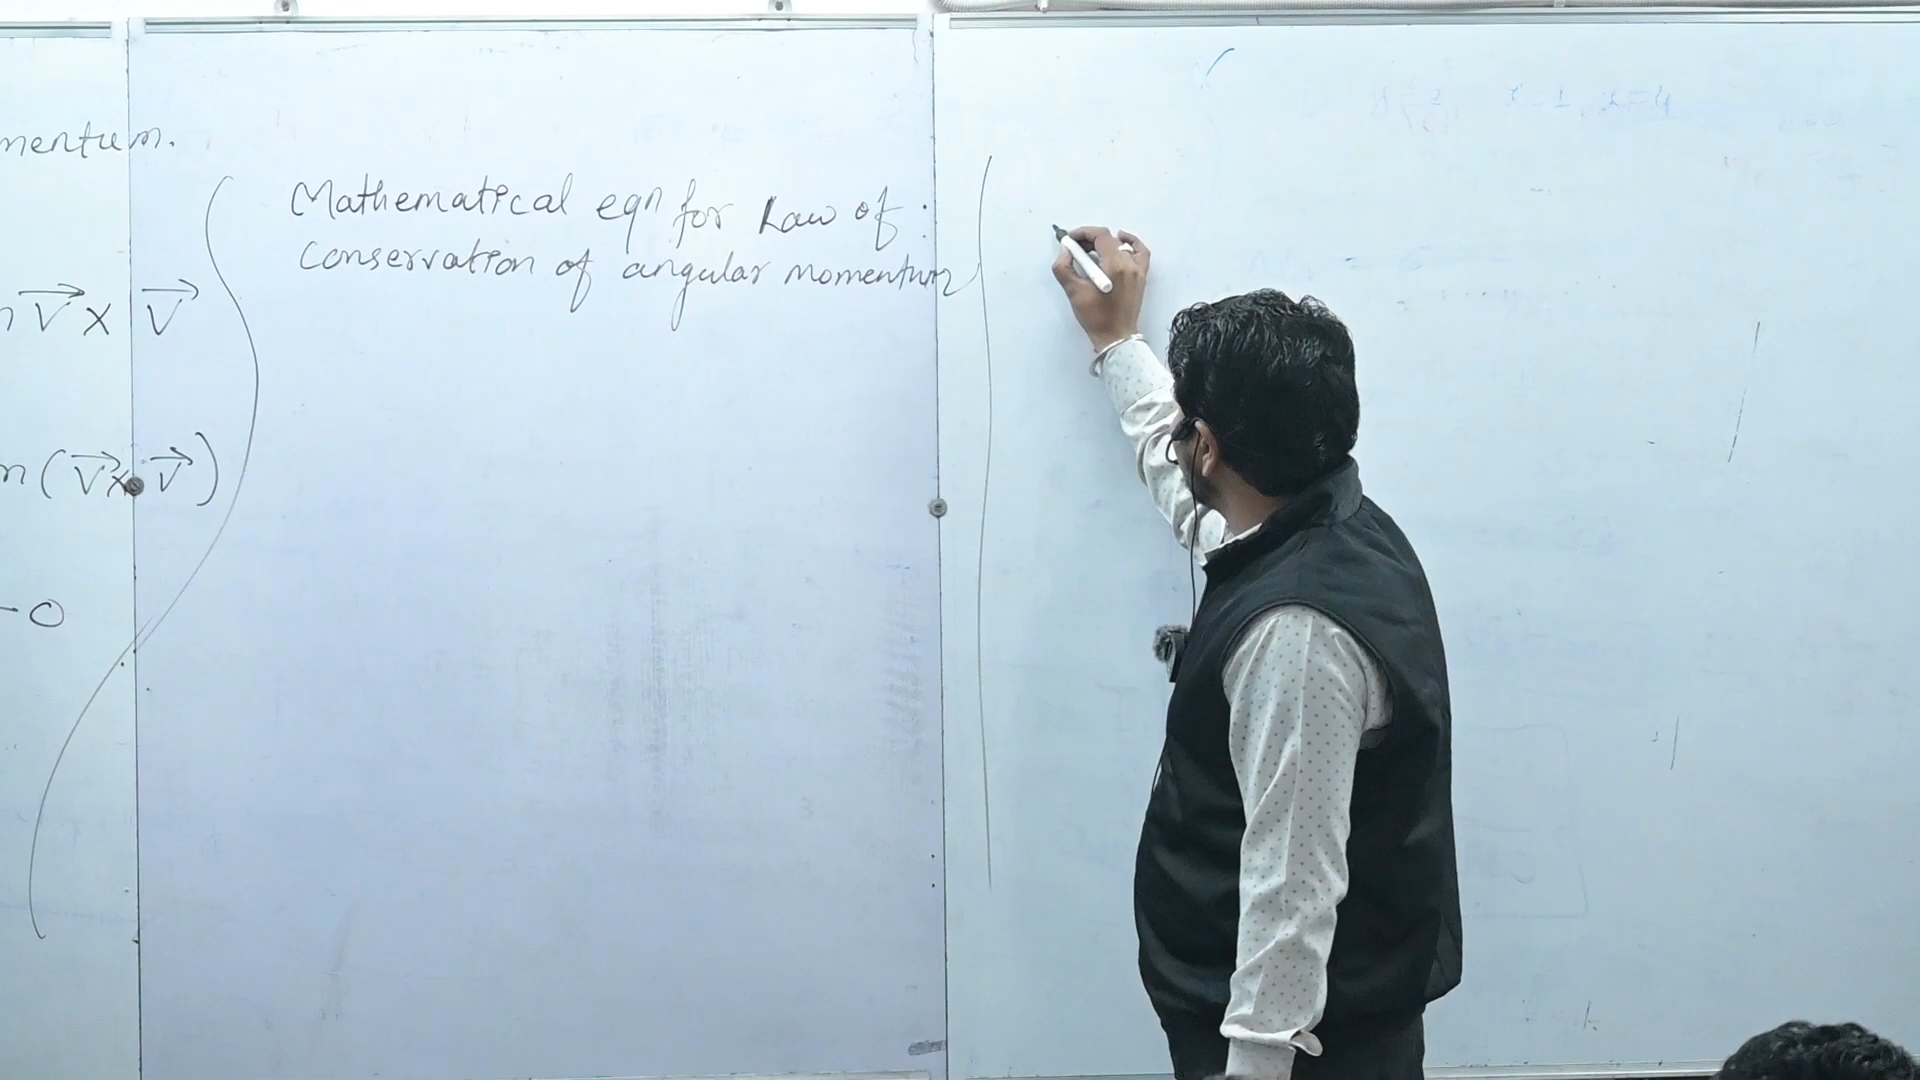 mentum.
Mathematical eqn for Law of :
Conservation of angular momentum
V × V
(V × V)
- 0